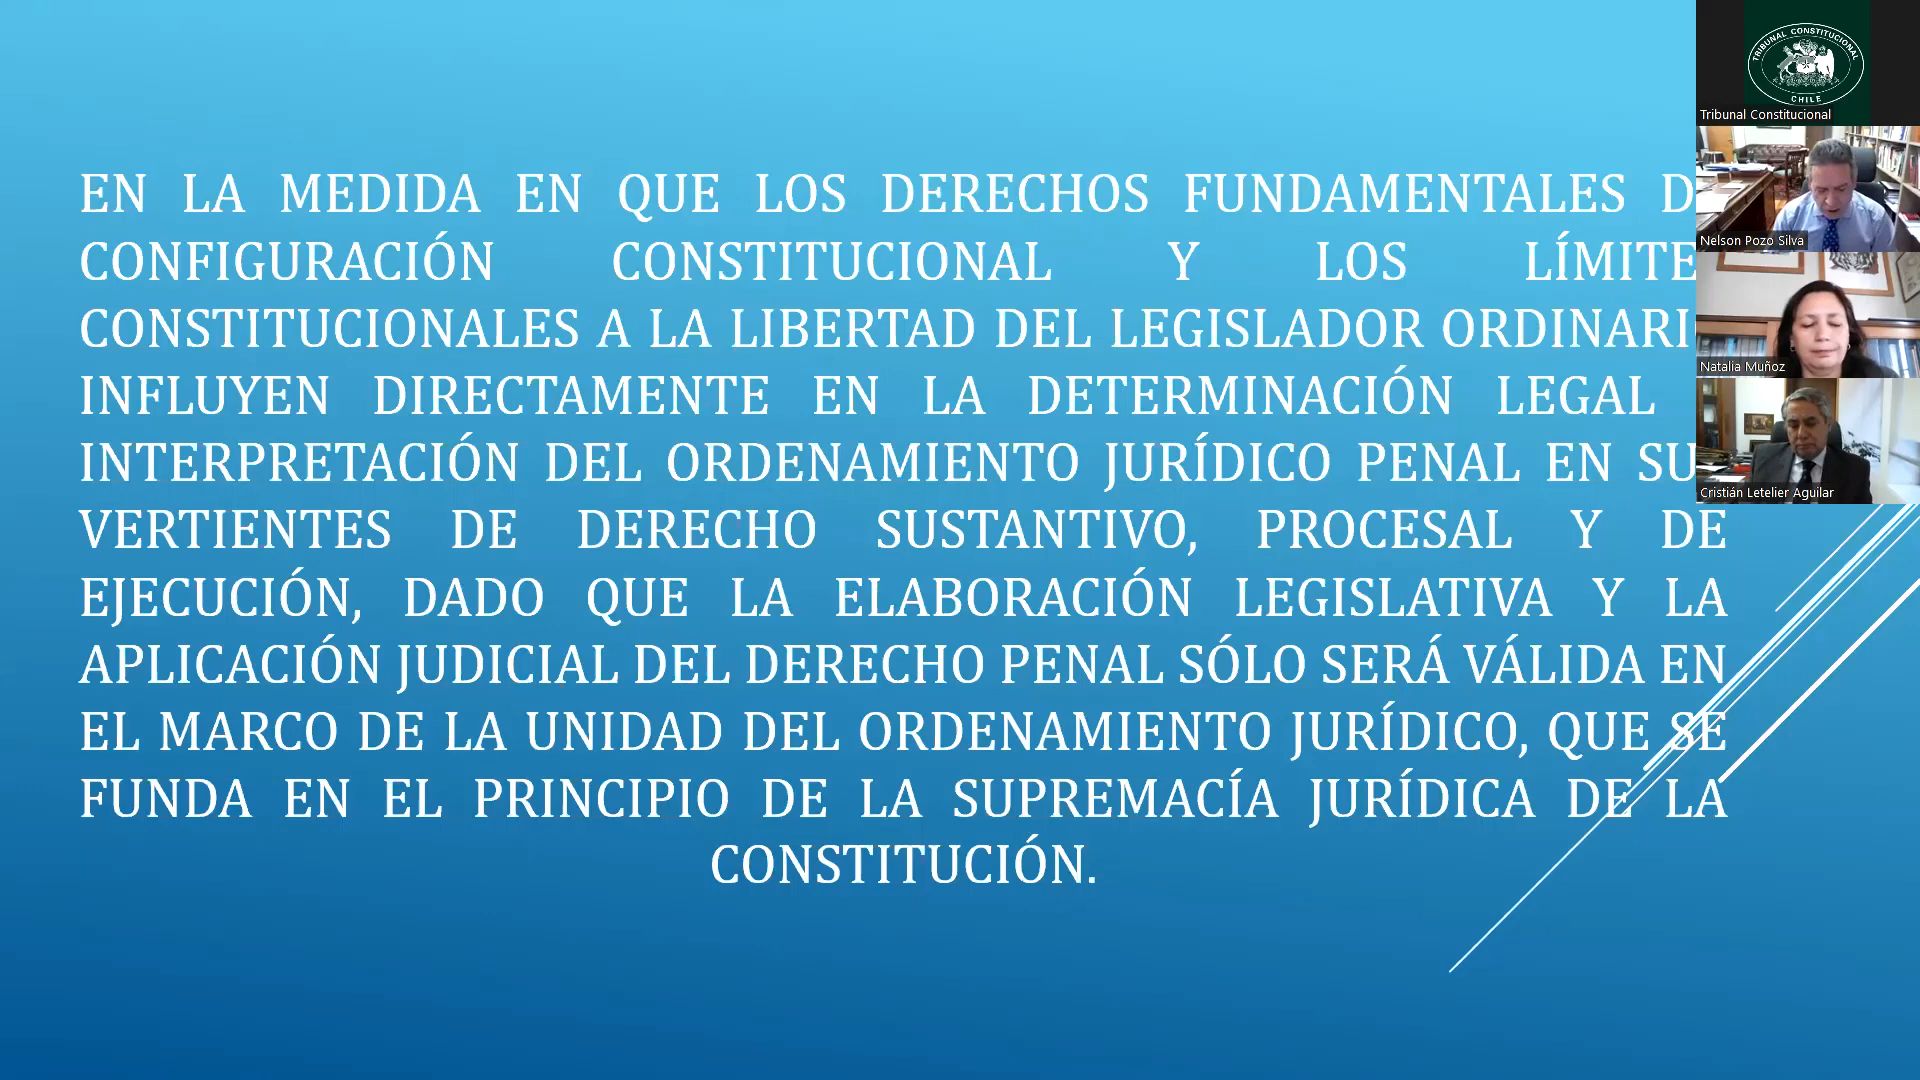 EN LA MEDIDA EN QUE LOS DERECHOS FUNDAMENTALES D
CONFIGURACIÓN CONSTITUCIONAL Y LOS LÍMITE
CONSTITUCIONALES A LA LIBERTAD DEL LEGISLADOR ORDINARI
INFLUYEN DIRECTAMENTE EN LA DETERMINACIÓN LEGAL
INTERPRETACIÓN DEL ORDENAMIENTO JURÍDICO PENAL EN SU
VERTIENTES DE DERECHO SUSTANTIVO, PROCESAL Y DE
EJECUCIÓN, DADO QUE LA ELABORACIÓN LEGISLATIVA Y LA
APLICACIÓN JUDICIAL DEL DERECHO PENAL SÓLO SERÁ VÁLIDA EN
EL MARCO DE LA UNIDAD DEL ORDENAMIENTO JURÍDICO, QUE SE
FUNDA EN EL PRINCIPIO DE LA SUPREMACÍA JURÍDICA DE LA
CONSTITUCIÓN.
TRIBUNAL CONSTITUCIONAL
CHILE
Tribunal Constitucional
Nelson Pozo Silva
Natalia Muñoz
Cristián Letelier Aguilar